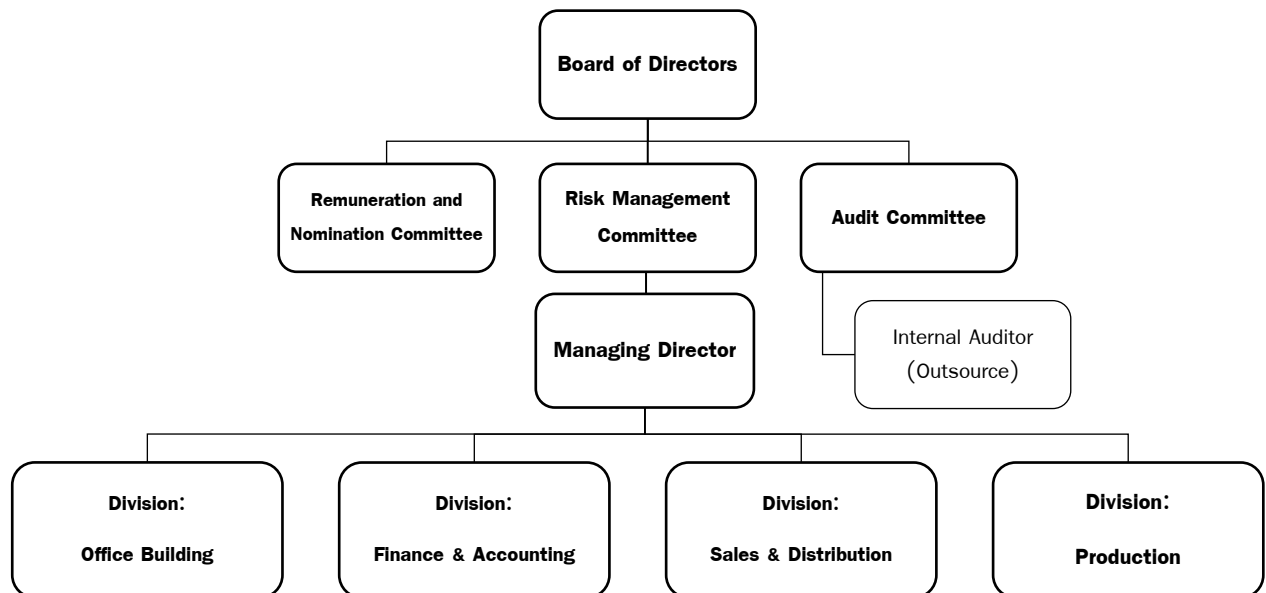 Board of Directors
Remuneration and
Nomination Committee
Risk Management
Committee
Audit Committee
Managing Director
Internal Auditor
(Outsource)
Division:
Office Building
Division:
Finance & Accounting
Division:
Sales & Distribution
Division:
Production